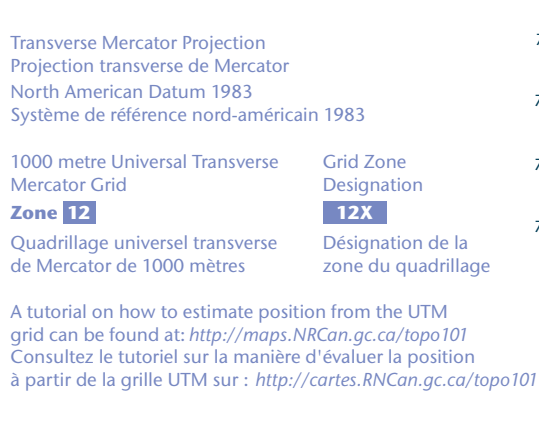 Transverse Mercator Projection
Projection transverse de Mercator
North American Datum 1983
Système de référence nord-américain 1983
1000 metre Universal Transverse
Mercator Grid
Zone 12
Quadrillage universel transverse
de Mercator de 1000 mètres
Grid Zone
Designation
12X
Désignation de la
zone du quadrillage
A tutorial on how to estimate position from the UTM
grid can be found at: http://maps.NRCan.gc.ca/topo101
Consultez le tutoriel sur la manière d'évaluer la position
à partir de la grille UTM sur : http://cartes.RNCan.gc.ca/topo101